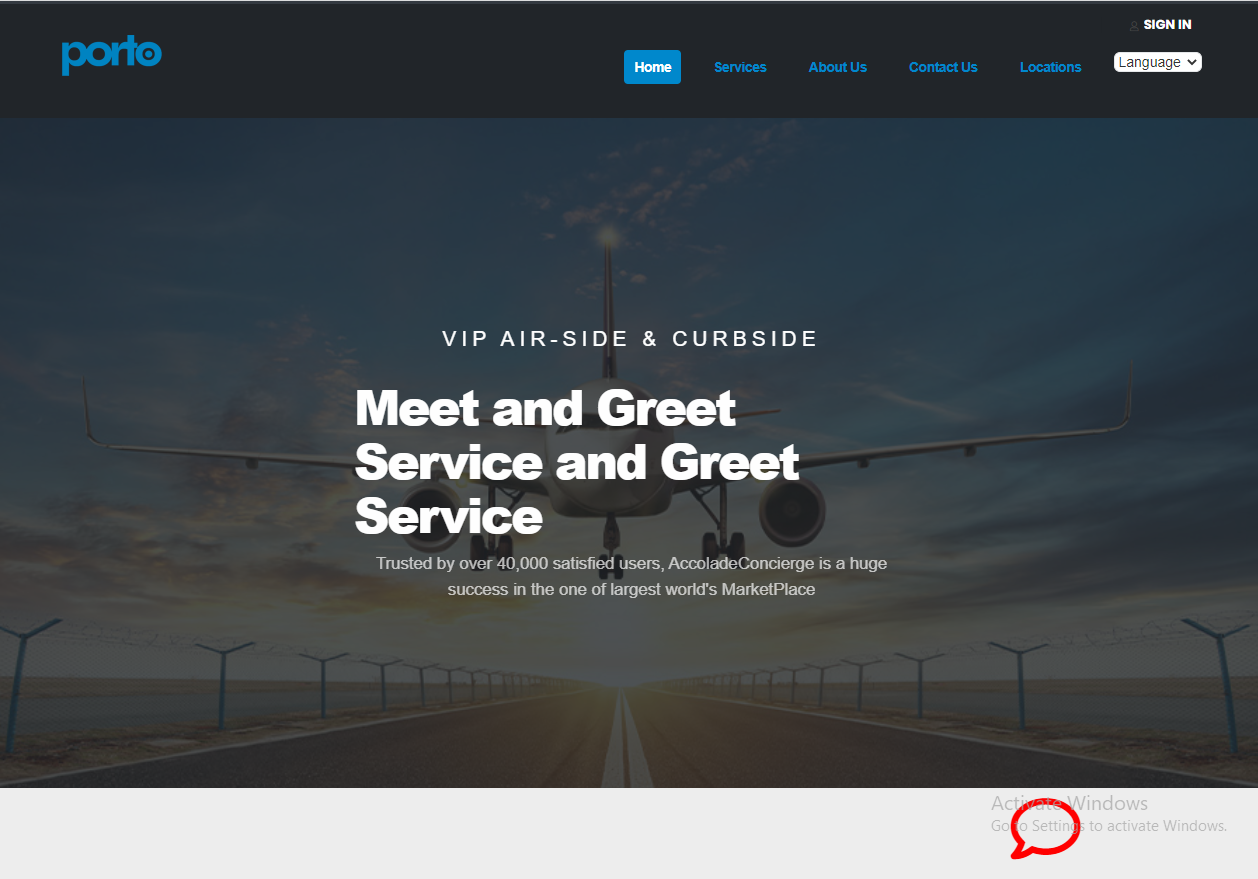 SIGN IN
porto
Home Services About Us Contact Us Locations Language
VIP AIR-SIDE & CURBSIDE
Meet and Greet
Service and Greet
Service
Trusted by over 40,000 satisfied users, AccoladeConcierge is a huge
success in the one of largest world's MarketPlace
Activate Windows
Go to Settings to activate Windows.